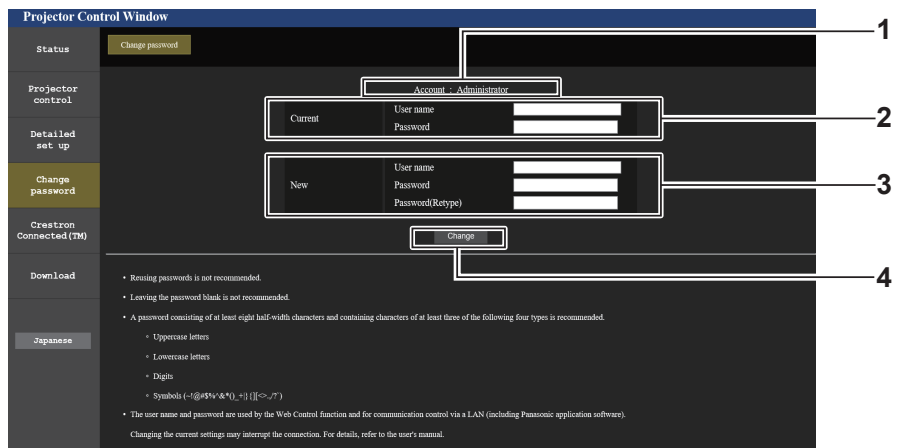 Projector Control Window
1
Status
Change password
Account : Administrator
Projector
control
Current
User name
Password
2
Detailed
set up
Change
password
New
User name
Password
Password(Retype)
3
Crestron
Connected(TM)
Change
4
Download
• Reusing passwords is not recommended.
• Leaving the password blank is not recommended.
• A password consisting of at least eight half-width characters and containing characters of at least three of the following four types is recommended.
Japanese
◦ Uppercase letters
◦ Lowercase letters
◦ Digits
◦ Symbols (~!@#$%^&*()_+|}{][<>.,/?`)
• The user name and password are used by the Web Control function and for communication control via a LAN (including Panasonic application software).
Changing the current settings may interrupt the connection. For details, refer to the user's manual.